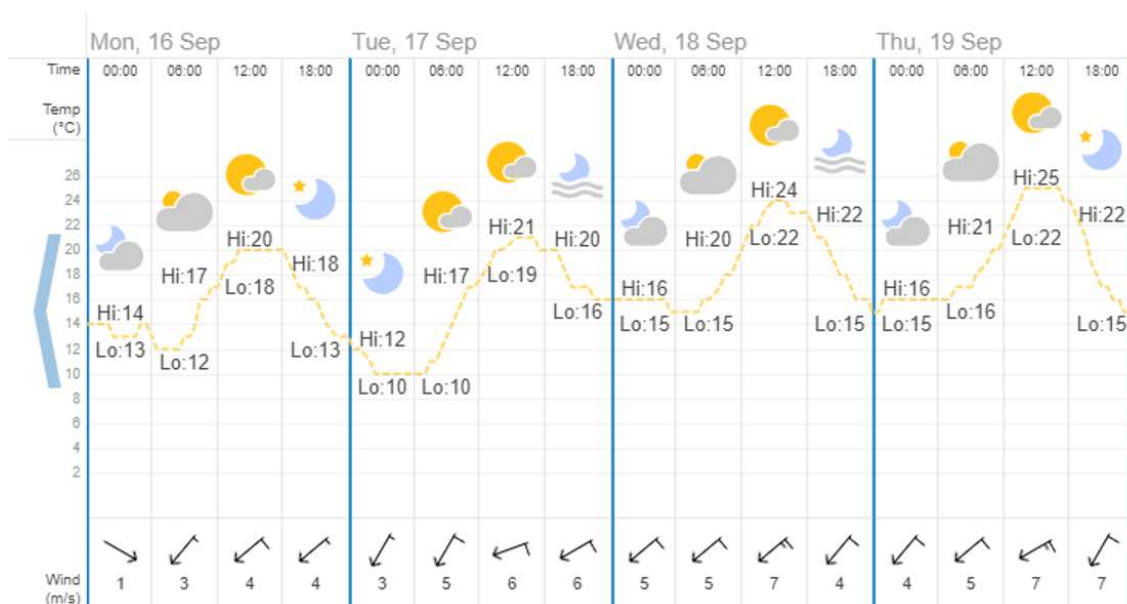 Mon, 16 Sep Tue, 17 Sep Wed, 18 Sep Thu, 19 Sep
Time 00:00 06:00 12:00 18:00 00:00 06:00 12:00 18:00 00:00 06:00 12:00 18:00 00:00 06:00 12:00 18:00
Temp
(°C)
26
24
22
20
18
16
14
12
10
8
6
4
2
Hi:14
Lo:13
Hi:17
Lo:12
Hi:20
Lo:18
Hi:18
Lo:13
Hi:12
Lo:10
Hi:17
Lo:10
Hi:21
Lo:19
Hi:20
Lo:16
Hi:16
Lo:15
Hi:20
Lo:15
Hi:24
Lo:22
Hi:22
Lo:15
Hi:16
Lo:15
Hi:21
Lo:16
Hi:25
Lo:22
Hi:22
Lo:15
Wind 1 3 4 4 3 5 6 6 5 5 7 4 4 5 7 7
(m/s)